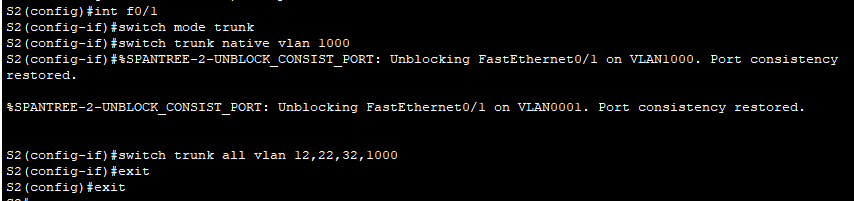 S2(config)#int f0/1
S2(config-if)#switch mode trunk
S2(config-if)#switch trunk native vlan 1000
S2(config-if)#%SPANTREE-2-UNBLOCK_CONSIST_PORT: Unblocking FastEthernet0/1 on VLAN1000. Port consistency
restored.
%SPANTREE-2-UNBLOCK_CONSIST_PORT: Unblocking FastEthernet0/1 on VLAN0001. Port consistency restored.
S2(config-if)#switch trunk all vlan 12,22,32,1000
S2(config-if)#exit
S2(config)#exit
S2#